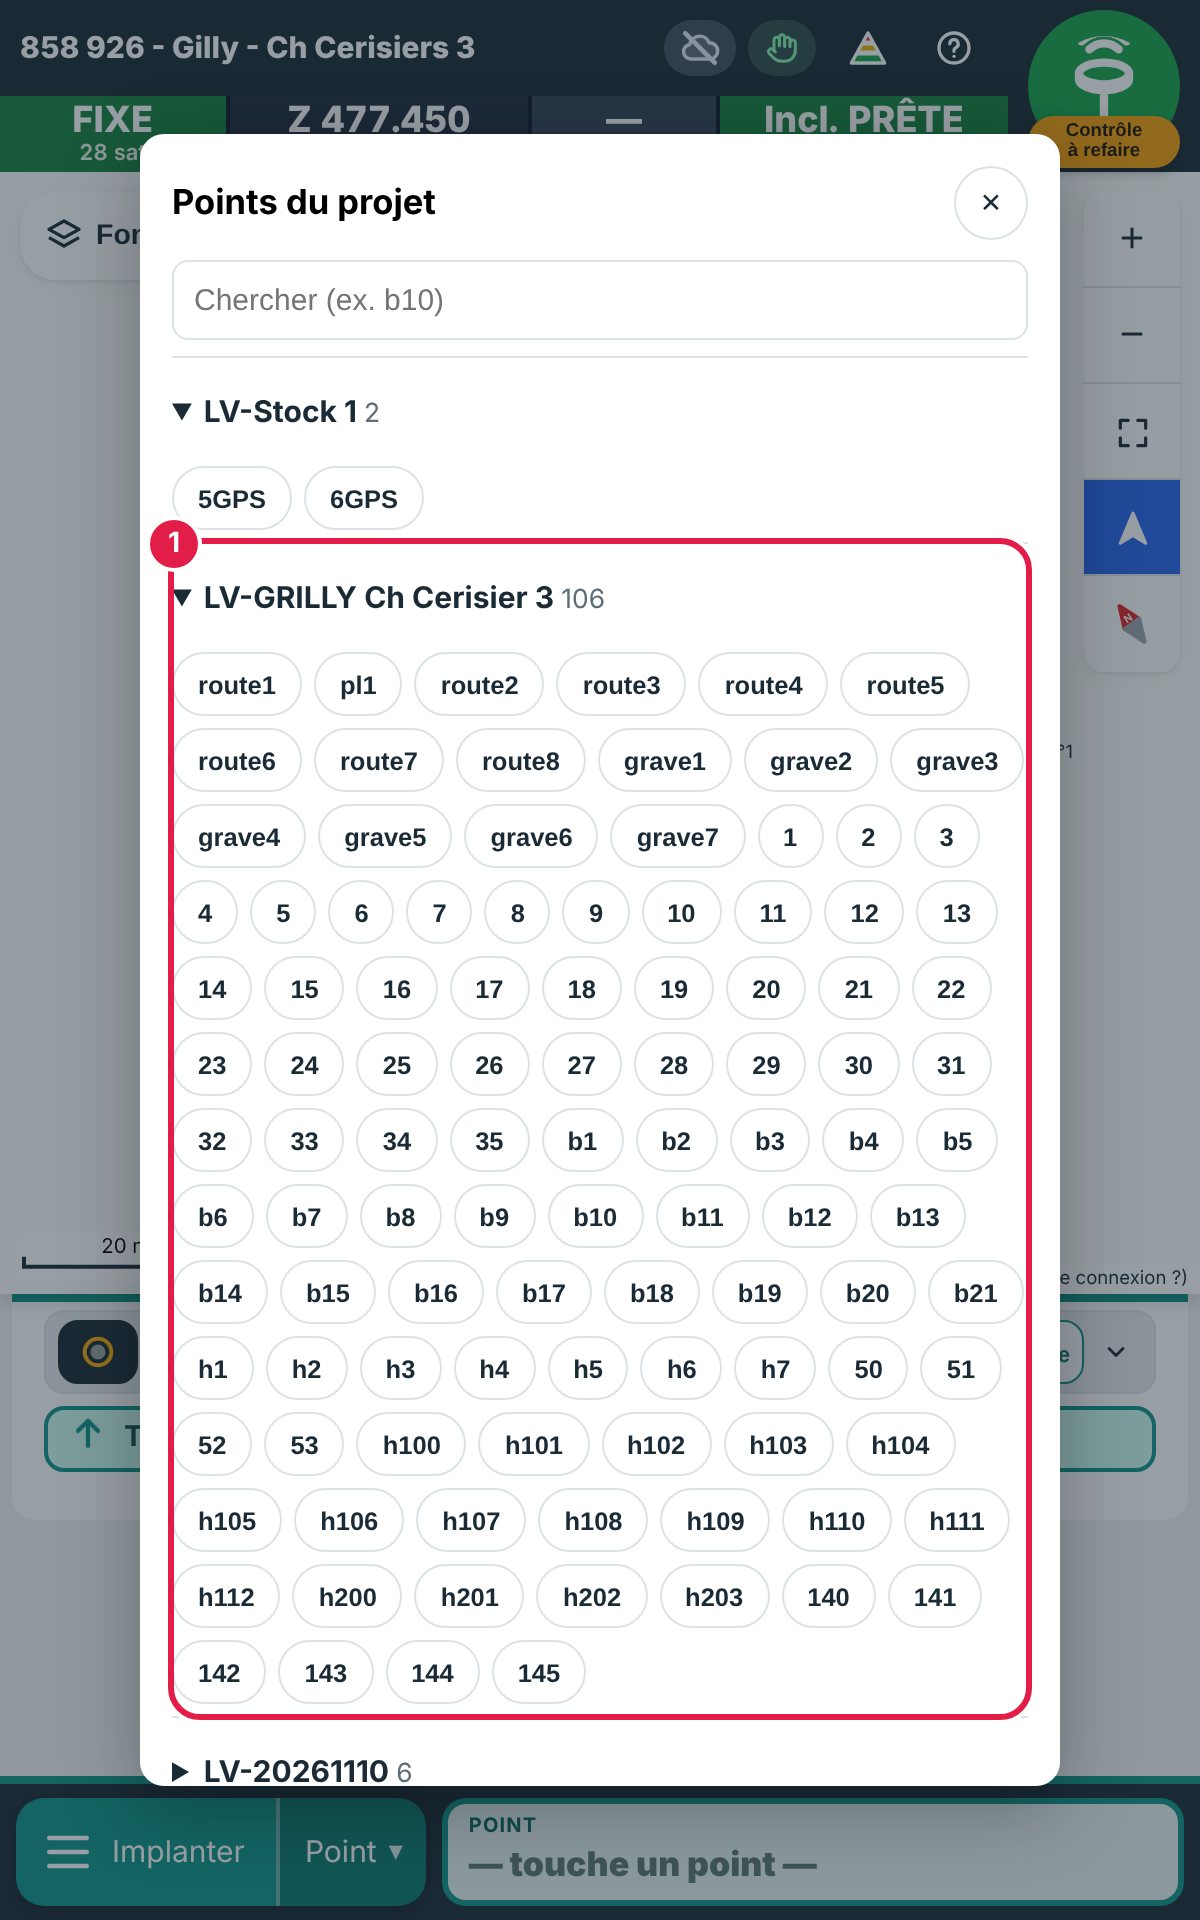 858 926 - Gilly - Ch Cerisiers 3
FIXE
28 sat
Z 477.450
—
Incl. PRÊTE
Contrôle
à refaire
For
Points du projet
×
Chercher (ex. b10)
+
−
▼ LV-Stock 1 2
5GPS 6GPS
1
▼ LV-GRILLY Ch Cerisier 3 106
route1 pl1 route2 route3 route4 route5
route6 route7 route8 grave1 grave2 grave3
°1
grave4 grave5 grave6 grave7 1 2 3
4 5 6 7 8 9 10 11 12 13
14 15 16 17 18 19 20 21 22
23 24 25 26 27 28 29 30 31
32 33 34 35 b1 b2 b3 b4 b5
b6 b7 b8 b9 b10 b11 b12 b13
20 m
b14 b15 b16 b17 b18 b19 b20 b21
e connexion ?)
h1 h2 h3 h4 h5 h6 h7 50 51
e
52 53 h100 h101 h102 h103 h104
T
h105 h106 h107 h108 h109 h110 h111
h112 h200 h201 h202 h203 140 141
142 143 144 145
▶ LV-20261110 6
Implanter
Point ▾
POINT
— touche un point —
N